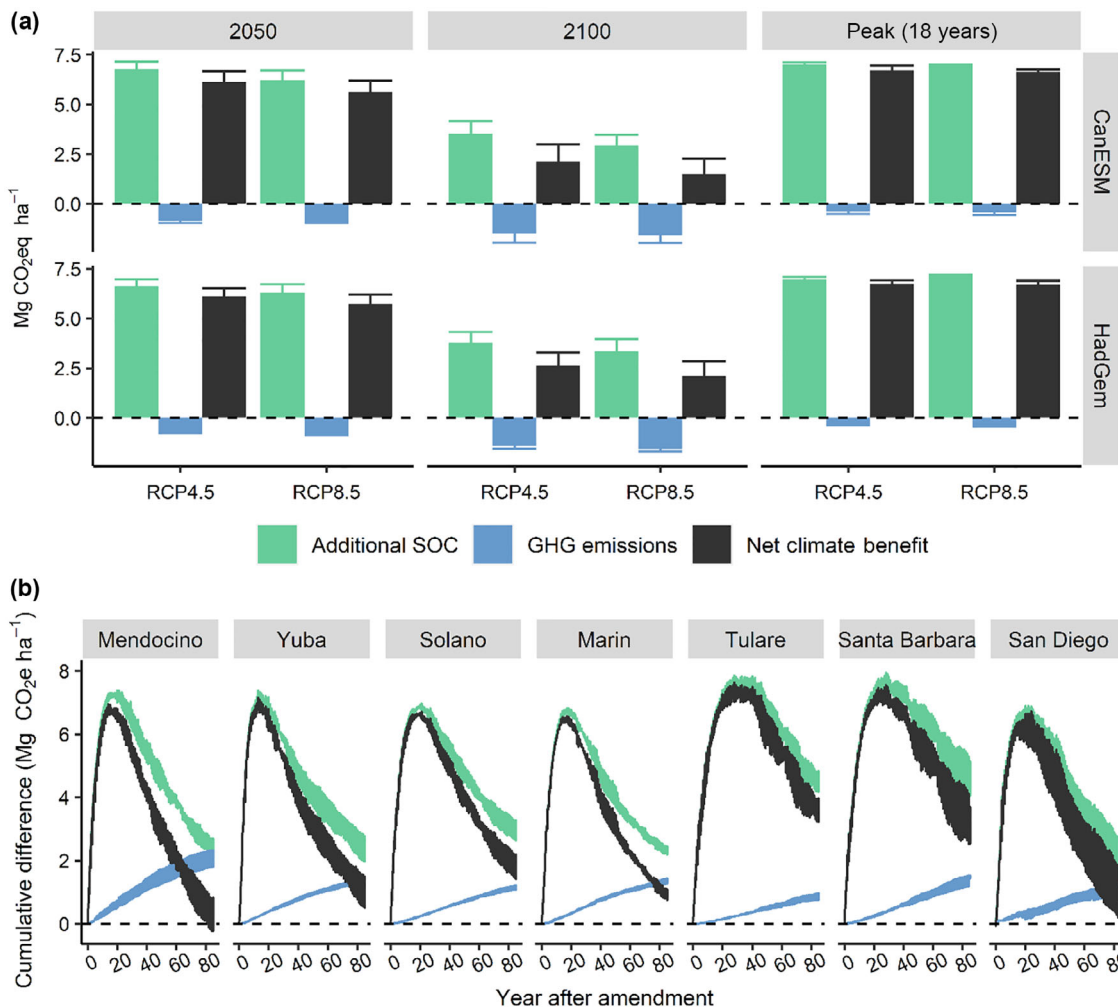 (a)
2050 2100 Peak (18 years)
7.5
5.0
2.5
0.0
CanESM
Mg CO₂eq ha⁻¹
7.5
5.0
2.5
0.0
HadGem
RCP4.5 RCP8.5 RCP4.5 RCP8.5 RCP4.5 RCP8.5
Additional SOC GHG emissions Net climate benefit
(b)
Mendocino Yuba Solano Marin Tulare Santa Barbara San Diego
Cumulative difference (Mg CO₂e ha⁻¹)
8
6
4
2
0
0 20 40 60 80 0 20 40 60 80 0 20 40 60 80 0 20 40 60 80 0 20 40 60 80 0 20 40 60 80 0 20 40 60 80
Year after amendment